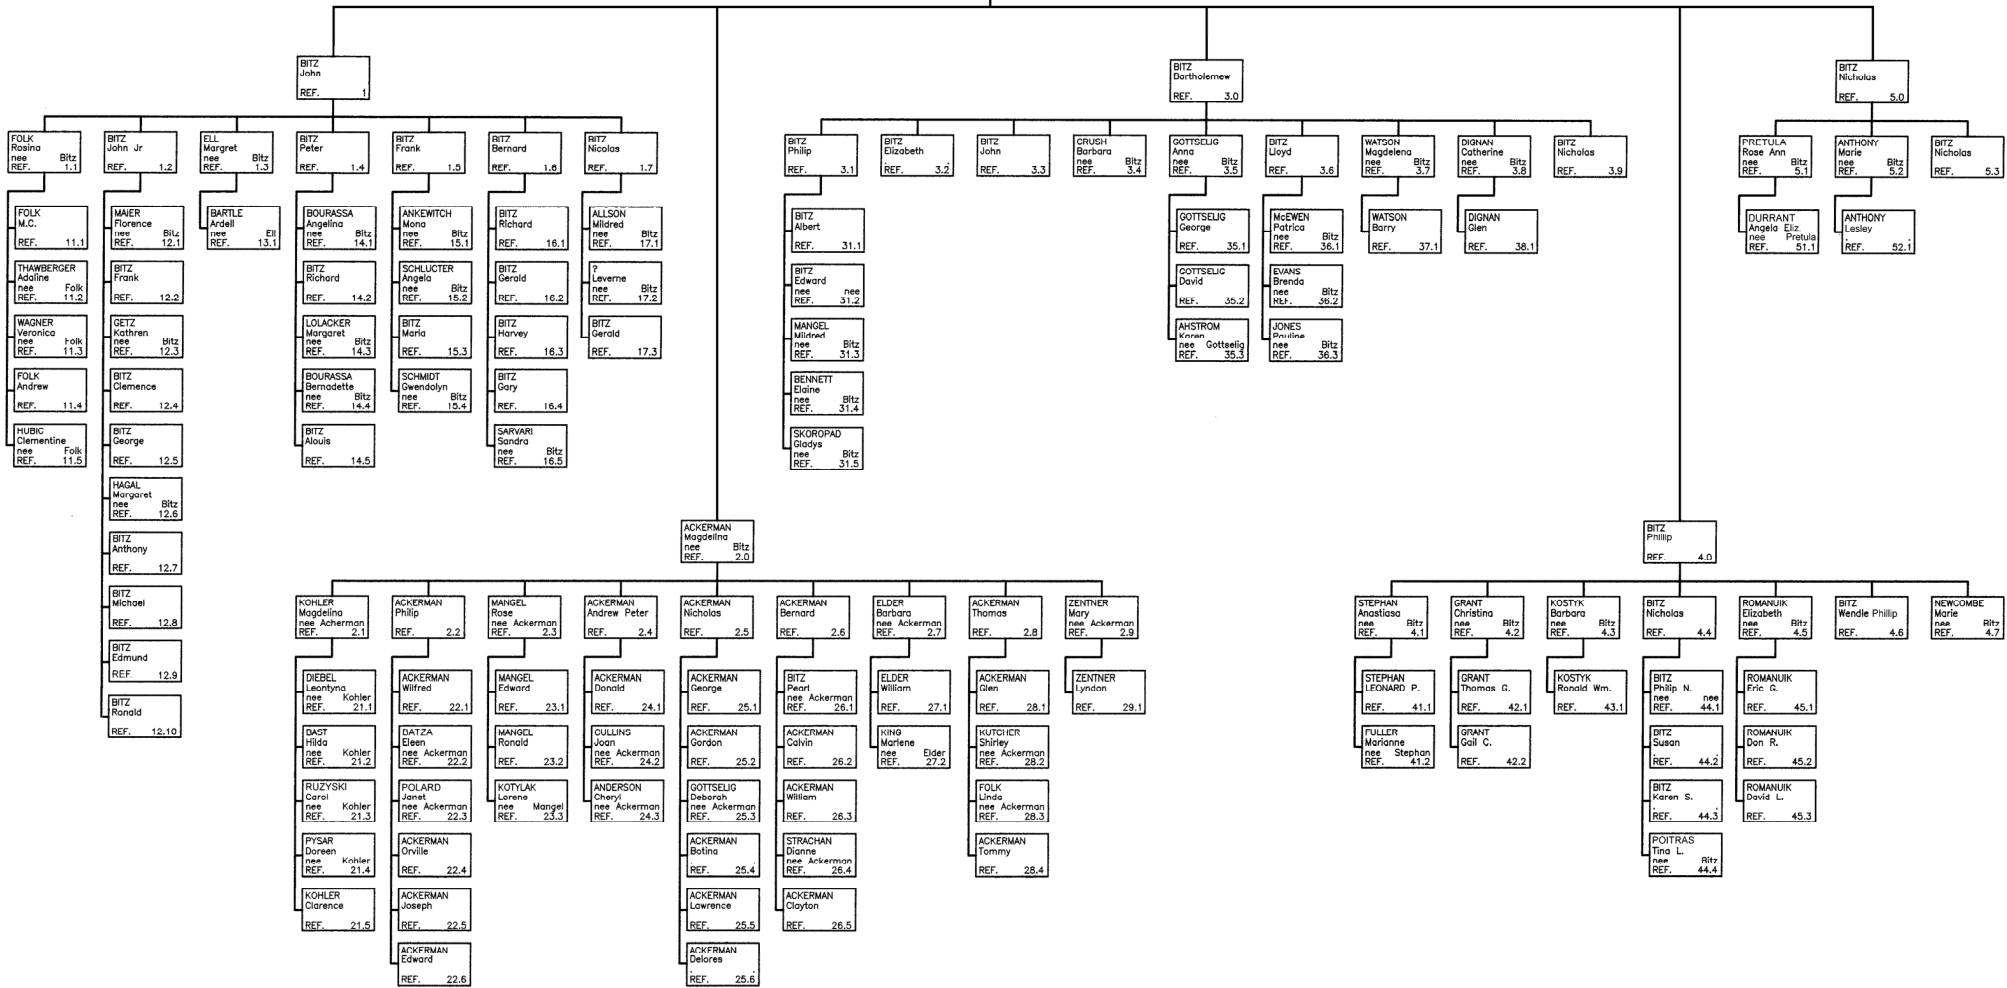 BITZ
John
REF. 1
BITZ
Bartholemew
REF. 3.0
BITZ
Nicholas
REF. 5.0
FOLK
Rosina
nee Bitz
REF. 1.1
BITZ
John Jr
REF. 1.2
ELL
Margret
nee Bitz
REF. 1.3
BITZ
Peter
REF. 1.4
BITZ
Frank
REF. 1.5
BITZ
Bernard
REF. 1.6
BITZ
Nicolas
REF. 1.7
BITZ
Philip
REF. 3.1
BITZ
Elizabeth
REF. 3.2
BITZ
John
REF. 3.3
CRUSH
Barbara
nee Bitz
REF. 3.4
GOTTSELIG
Anna
nee Bitz
REF. 3.5
BITZ
Lloyd
REF. 3.6
WATSON
Magdelena
nee Bitz
REF. 3.7
DIGNAN
Catherine
nee Bitz
REF. 3.8
BITZ
Nicholas
REF. 3.9
PRETULA
Rose Ann
nee Bitz
REF. 5.1
ANTHONY
Marie
nee Bitz
REF. 5.2
BITZ
Nicholas
REF. 5.3
FOLK
M.C.
REF. 11.1
THAWBERGER
Adaline
nee Folk
REF. 11.2
WAGNER
Veronica
nee Folk
REF. 11.3
FOLK
Andrew
REF. 11.4
HUBIC
Clementine
nee Folk
REF. 11.5
MAIER
Florence
nee Bitz
REF. 12.1
BITZ
Frank
REF. 12.2
GETZ
Kathren
nee Bitz
REF. 12.3
BITZ
Clemence
REF. 12.4
BITZ
George
REF. 12.5
HAGAL
Margaret
nee Bitz
REF. 12.6
BITZ
Anthony
REF. 12.7
BITZ
Michael
REF. 12.8
BITZ
Edmund
REF. 12.9
BITZ
Ronald
REF. 12.10
BARTLE
Ardell
nee Ell
REF. 13.1
BOURASSA
Angelina
nee Bitz
REF. 14.1
BITZ
Richard
REF. 14.2
LOLACKER
Margaret
nee Bitz
REF. 14.3
BOURASSA
Bernadette
nee Bitz
REF. 14.4
BITZ
Alouis
REF. 14.5
ANKEWITCH
Mona
nee Bitz
REF. 15.1
SCHLUCTER
Angela
nee Bitz
REF. 15.2
BITZ
Maria
REF. 15.3
SCHMIDT
Gwendolyn
nee Bitz
REF. 15.4
BITZ
Richard
REF. 16.1
BITZ
Gerald
REF. 16.2
BITZ
Harvey
REF. 16.3
BITZ
Gary
REF. 16.4
SARVARI
Sandra
nee Bitz
REF. 16.5
ALLSON
Mildred
nee Bitz
REF. 17.1
?
Leverne
nee Bitz
REF. 17.2
BITZ
Gerald
REF. 17.3
BITZ
Albert
REF. 31.1
BITZ
Edward
nee nee
REF. 31.2
MANGEL
Mildred
nee Bitz
REF. 31.3
BENNETT
Elaine
nee Bitz
REF. 31.4
SKOROPAD
Gladys
nee Bitz
REF. 31.5
GOTTSELIG
George
REF. 35.1
GOTTSELIG
David
REF. 35.2
AHSTROM
Karen
nee Gottselig
REF. 35.3
McEWEN
Patrica
nee Bitz
REF. 36.1
EVANS
Brenda
nee Bitz
REF. 36.2
JONES
Pauline
nee Bitz
REF. 36.3
WATSON
Barry
REF. 37.1
DIGNAN
Glen
REF. 38.1
DURRANT
Angela Eliz.
nee Pretula
REF. 51.1
ANTHONY
Lesley
REF. 52.1
ACKERMAN
Magdelina
nee Bitz
REF. 2.0
BITZ
Phillip
REF. 4.0
KOHLER
Magdelina
nee Acherman
REF. 2.1
ACKERMAN
Philip
REF. 2.2
MANGEL
Rose
nee Ackerman
REF. 2.3
ACKERMAN
Andrew Peter
REF. 2.4
ACKERMAN
Nicholas
REF. 2.5
ACKERMAN
Bernard
REF. 2.6
ELDER
Barbara
nee Ackerman
REF. 2.7
ACKERMAN
Thomas
REF. 2.8
ZENTNER
Mary
nee Ackerman
REF. 2.9
STEPHAN
Anastiasa
nee Bitz
REF. 4.1
GRANT
Christina
nee Bitz
REF. 4.2
KOSTYK
Barbara
nee Bitz
REF. 4.3
BITZ
Nicholas
REF. 4.4
ROMANUIK
Elizabeth
nee Bitz
REF. 4.5
BITZ
Wendle Phillip
REF. 4.6
NEWCOMBE
Marie
nee Bitz
REF. 4.7
DIEBEL
Leontyna
nee Kohler
REF. 21.1
BAST
Hilda
nee Kohler
REF. 21.2
RUZYSKI
Carol
nee Kohler
REF. 21.3
PYSAR
Doreen
nee Kohler
REF. 21.4
KOHLER
Clarence
REF. 21.5
ACKERMAN
Wilfred
REF. 22.1
BATZA
Eileen
nee Ackerman
REF. 22.2
POLARD
Janet
nee Ackerman
REF. 22.3
ACKERMAN
Orville
REF. 22.4
ACKERMAN
Joseph
REF. 22.5
ACKERMAN
Edward
REF. 22.6
MANGEL
Edward
REF. 23.1
MANGEL
Ronald
REF. 23.2
KOTYLAK
Lorene
nee Mangel
REF. 23.3
ACKERMAN
Donald
REF. 24.1
CULLINS
Joan
nee Ackerman
REF. 24.2
ANDERSON
Cheryl
nee Ackerman
REF. 24.3
ACKERMAN
George
REF. 25.1
ACKERMAN
Gordon
REF. 25.2
GOTTSELIG
Deborah
nee Ackerman
REF. 25.3
ACKERMAN
Botina
REF. 25.4
ACKERMAN
Lawrence
REF. 25.5
ACKERMAN
Delores
REF. 25.6
BITZ
Pearl
nee Ackerman
REF. 26.1
ACKERMAN
Calvin
REF. 26.2
ACKERMAN
William
REF. 26.3
STRACHAN
Dianne
nee Ackerman
REF. 26.4
ACKERMAN
Clayton
REF. 26.5
ELDER
William
REF. 27.1
KING
Marlene
nee Elder
REF. 27.2
ACKERMAN
Glen
REF. 28.1
KUTCHER
Shirley
nee Ackerman
REF. 28.2
FOLK
Linda
nee Ackerman
REF. 28.3
ACKERMAN
Tommy
REF. 28.4
ZENTNER
Lyndon
REF. 29.1
STEPHAN
LEONARD P.
REF. 41.1
FULLER
Marianne
nee Stephan
REF. 41.2
GRANT
Thomas G.
REF. 42.1
GRANT
Gail C.
REF. 42.2
KOSTYK
Ronald Wm.
REF. 43.1
BITZ
Philip N.
nee nee
REF. 44.1
BITZ
Susan
REF. 44.2
BITZ
Karen S.
REF. 44.3
POITRAS
Tina L.
nee Bitz
REF. 44.4
ROMANUIK
Eric G.
REF. 45.1
ROMANUIK
Don R.
REF. 45.2
ROMANUIK
David L.
REF. 45.3